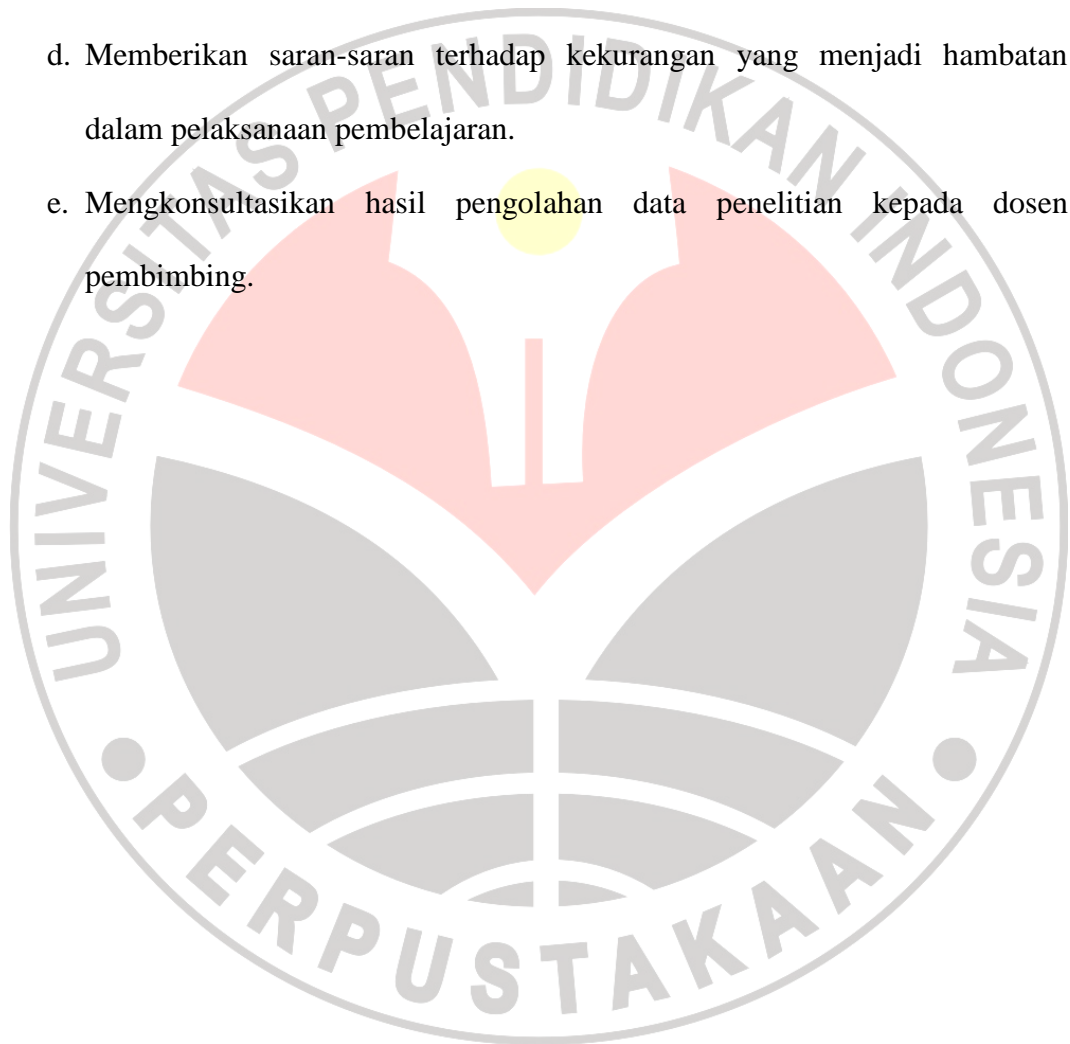 d. Memberikan saran-saran terhadap kekurangan yang menjadi hambatan
dalam pelaksanaan pembelajaran.
e. Mengkonsultasikan hasil pengolahan data penelitian kepada dosen
pembimbing.
UNIVERSITAS PENDIDIKAN INDONESIA
PERPUSTAKAAN